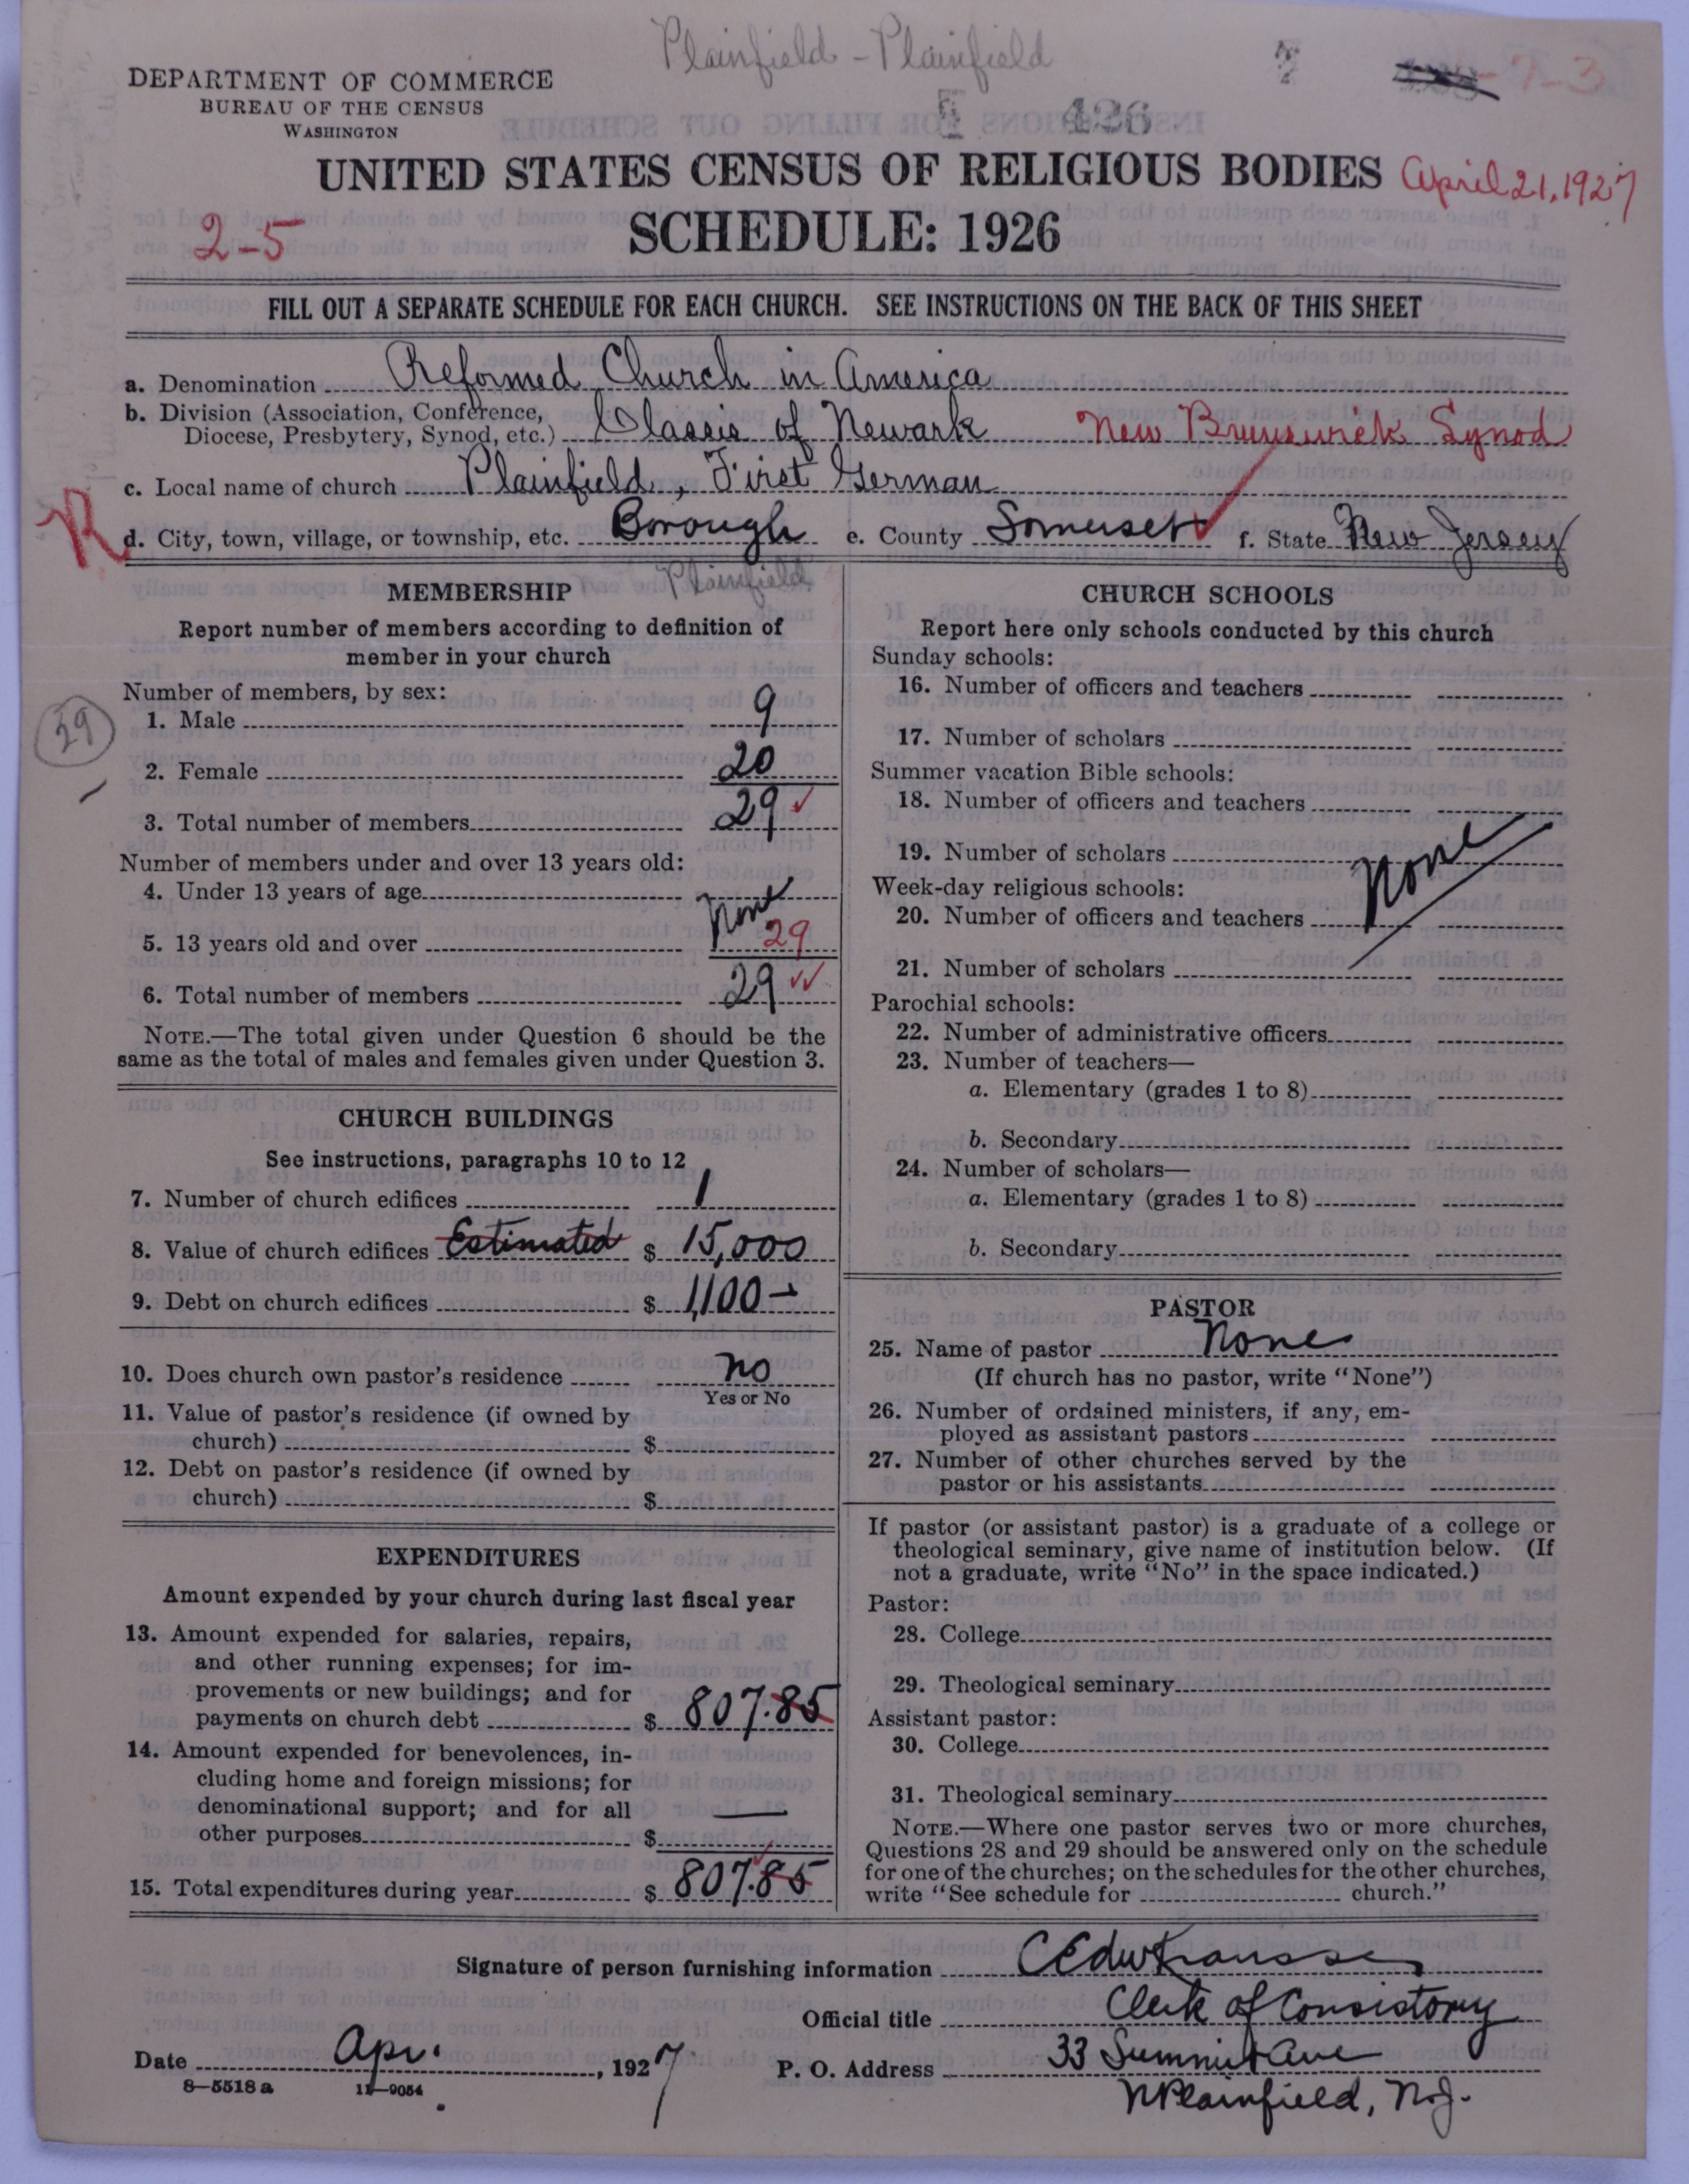 Plainfield - Plainfield
DEPARTMENT OF COMMERCE
BUREAU OF THE CENSUS
WASHINGTON
7-3
426
UNITED STATES CENSUS OF RELIGIOUS BODIES
April 21, 1927
2-5
SCHEDULE: 1926
FILL OUT A SEPARATE SCHEDULE FOR EACH CHURCH. SEE INSTRUCTIONS ON THE BACK OF THIS SHEET
a. Denomination Reformed Church in America
b. Division (Association, Conference,
Diocese, Presbytery, Synod, etc.) Classis of Newark New Brunswick Synod
c. Local name of church Plainfield, First German
R
d. City, town, village, or township, etc. Borough e. County Somerset f. State New Jersey
Plainfield
MEMBERSHIP
Report number of members according to definition of
member in your church
Number of members, by sex:
1. Male 9
29
2. Female 20
3. Total number of members 29
Number of members under and over 13 years old:
4. Under 13 years of age None
5. 13 years old and over 29
6. Total number of members 29
NOTE.—The total given under Question 6 should be the
same as the total of males and females given under Question 3.
CHURCH BUILDINGS
See instructions, paragraphs 10 to 12
7. Number of church edifices 1
8. Value of church edifices Estimated $ 15,000
9. Debt on church edifices $ 1,100 —
10. Does church own pastor's residence no
Yes or No
11. Value of pastor's residence (if owned by
church) $
12. Debt on pastor's residence (if owned by
church) $
EXPENDITURES
Amount expended by your church during last fiscal year
13. Amount expended for salaries, repairs,
and other running expenses; for im-
provements or new buildings; and for
payments on church debt $ 807.85
14. Amount expended for benevolences, in-
cluding home and foreign missions; for
denominational support; and for all
other purposes $ —
15. Total expenditures during year $ 807.85
CHURCH SCHOOLS
Report here only schools conducted by this church
Sunday schools:
16. Number of officers and teachers
17. Number of scholars
Summer vacation Bible schools:
18. Number of officers and teachers
19. Number of scholars
None
Week-day religious schools:
20. Number of officers and teachers
21. Number of scholars
Parochial schools:
22. Number of administrative officers
23. Number of teachers—
a. Elementary (grades 1 to 8)
b. Secondary
24. Number of scholars—
a. Elementary (grades 1 to 8)
b. Secondary
PASTOR
25. Name of pastor None
(If church has no pastor, write "None")
26. Number of ordained ministers, if any, em-
ployed as assistant pastors
27. Number of other churches served by the
pastor or his assistants
If pastor (or assistant pastor) is a graduate of a college or
theological seminary, give name of institution below. (If
not a graduate, write "No" in the space indicated.)
Pastor:
28. College
29. Theological seminary
Assistant pastor:
30. College
31. Theological seminary
NOTE.—Where one pastor serves two or more churches,
Questions 28 and 29 should be answered only on the schedule
for one of the churches; on the schedules for the other churches,
write "See schedule for church."
Signature of person furnishing information C Edw Krausse
Official title Clerk of Consistory
Date Apr. , 1927 P. O. Address 33 Summit Ave
8—5518 a 11—9054
N Plainfield, N.J.